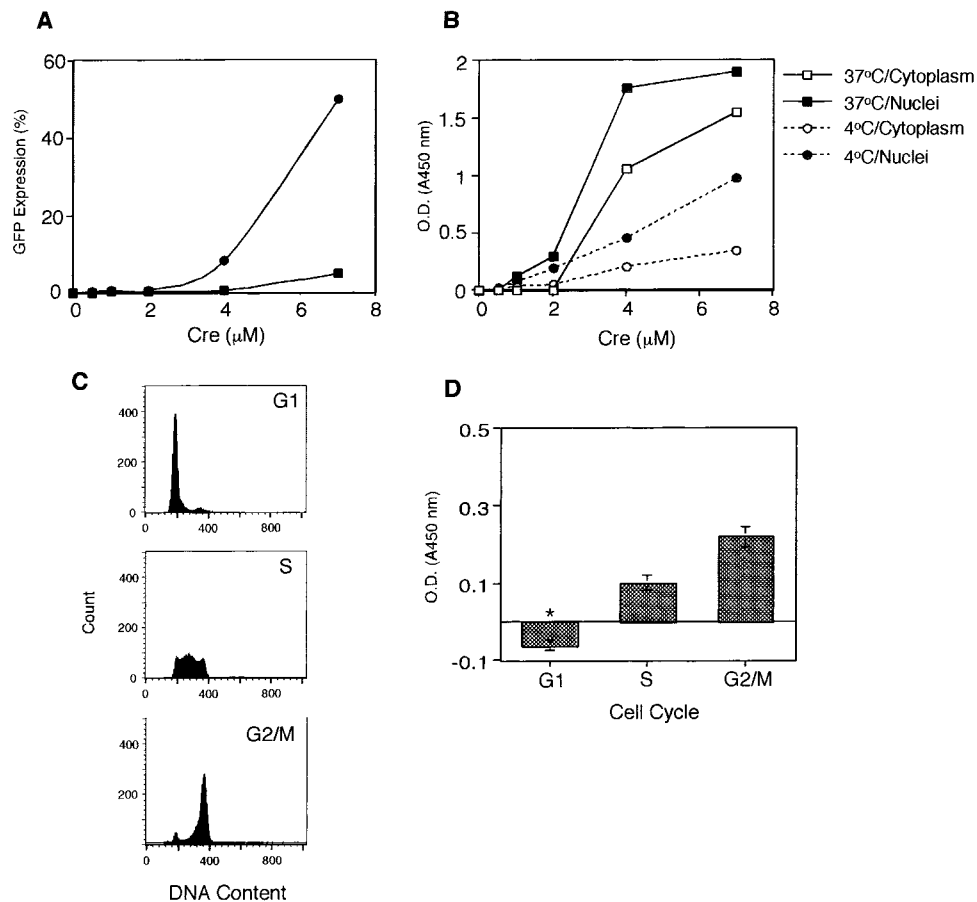 A
60
40
20
0
0
2
4
6
8
GFP Expression (%)
Cre (μM)
B
2
1.5
1
0.5
0
0
2
4
6
8
O.D. (A450 nm)
Cre (μM)
37°C/Cytoplasm
37°C/Nuclei
4°C/Cytoplasm
4°C/Nuclei
C
G1
400
200
0
0
400
800
S
400
200
0
0
400
800
G2/M
400
200
0
400
800
Count
DNA Content
D
0.5
0.3
0.1
-0.1
O.D. (A450 nm)
*
G1
S
G2/M
Cell Cycle